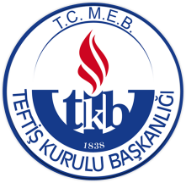 T.C. M.E.B.
tkb
1838
TEFTİŞ KURULU BAŞKANLIĞI